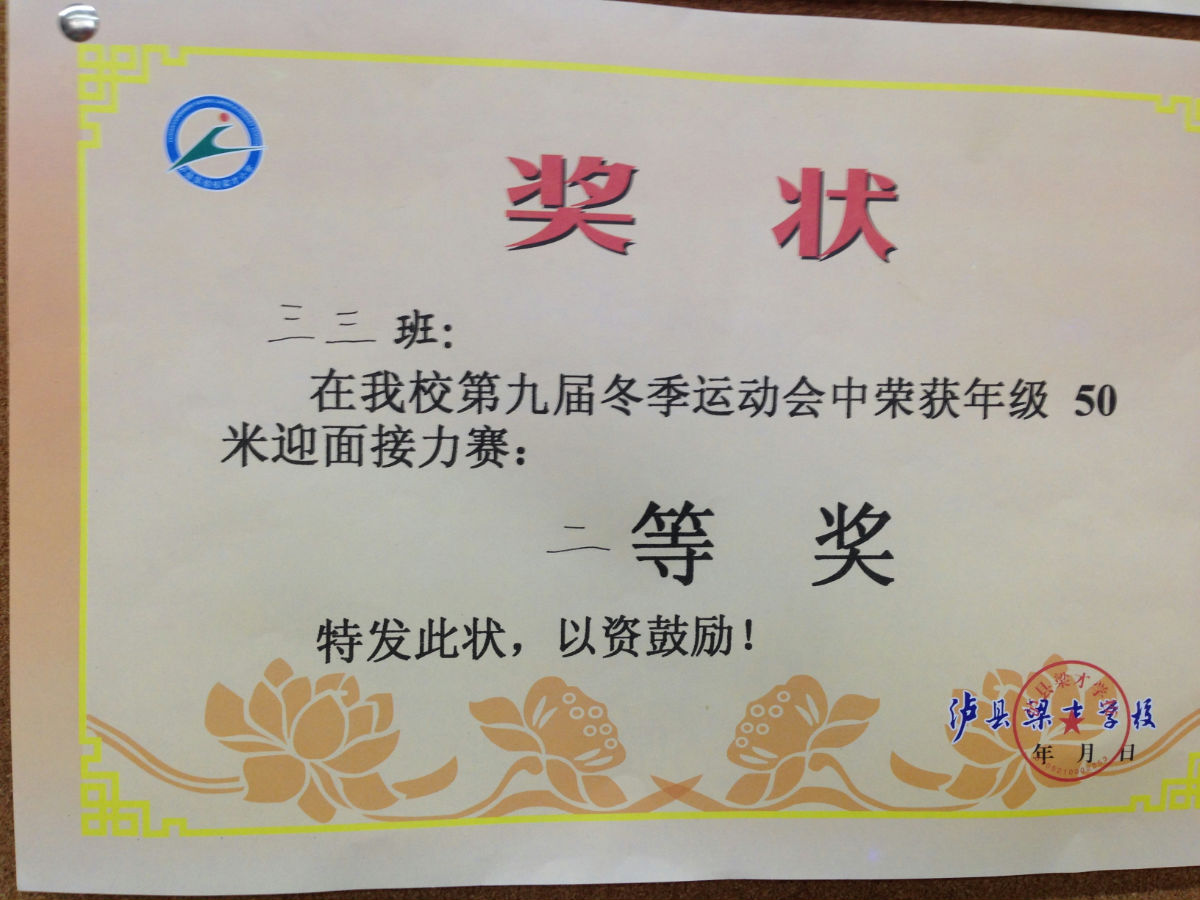 奖 状
三三班：
在我校第九届冬季运动会中荣获年级 50
米迎面接力赛：
二等 奖
特发此状，以资鼓励！
泸县梁才学校
年 月 日